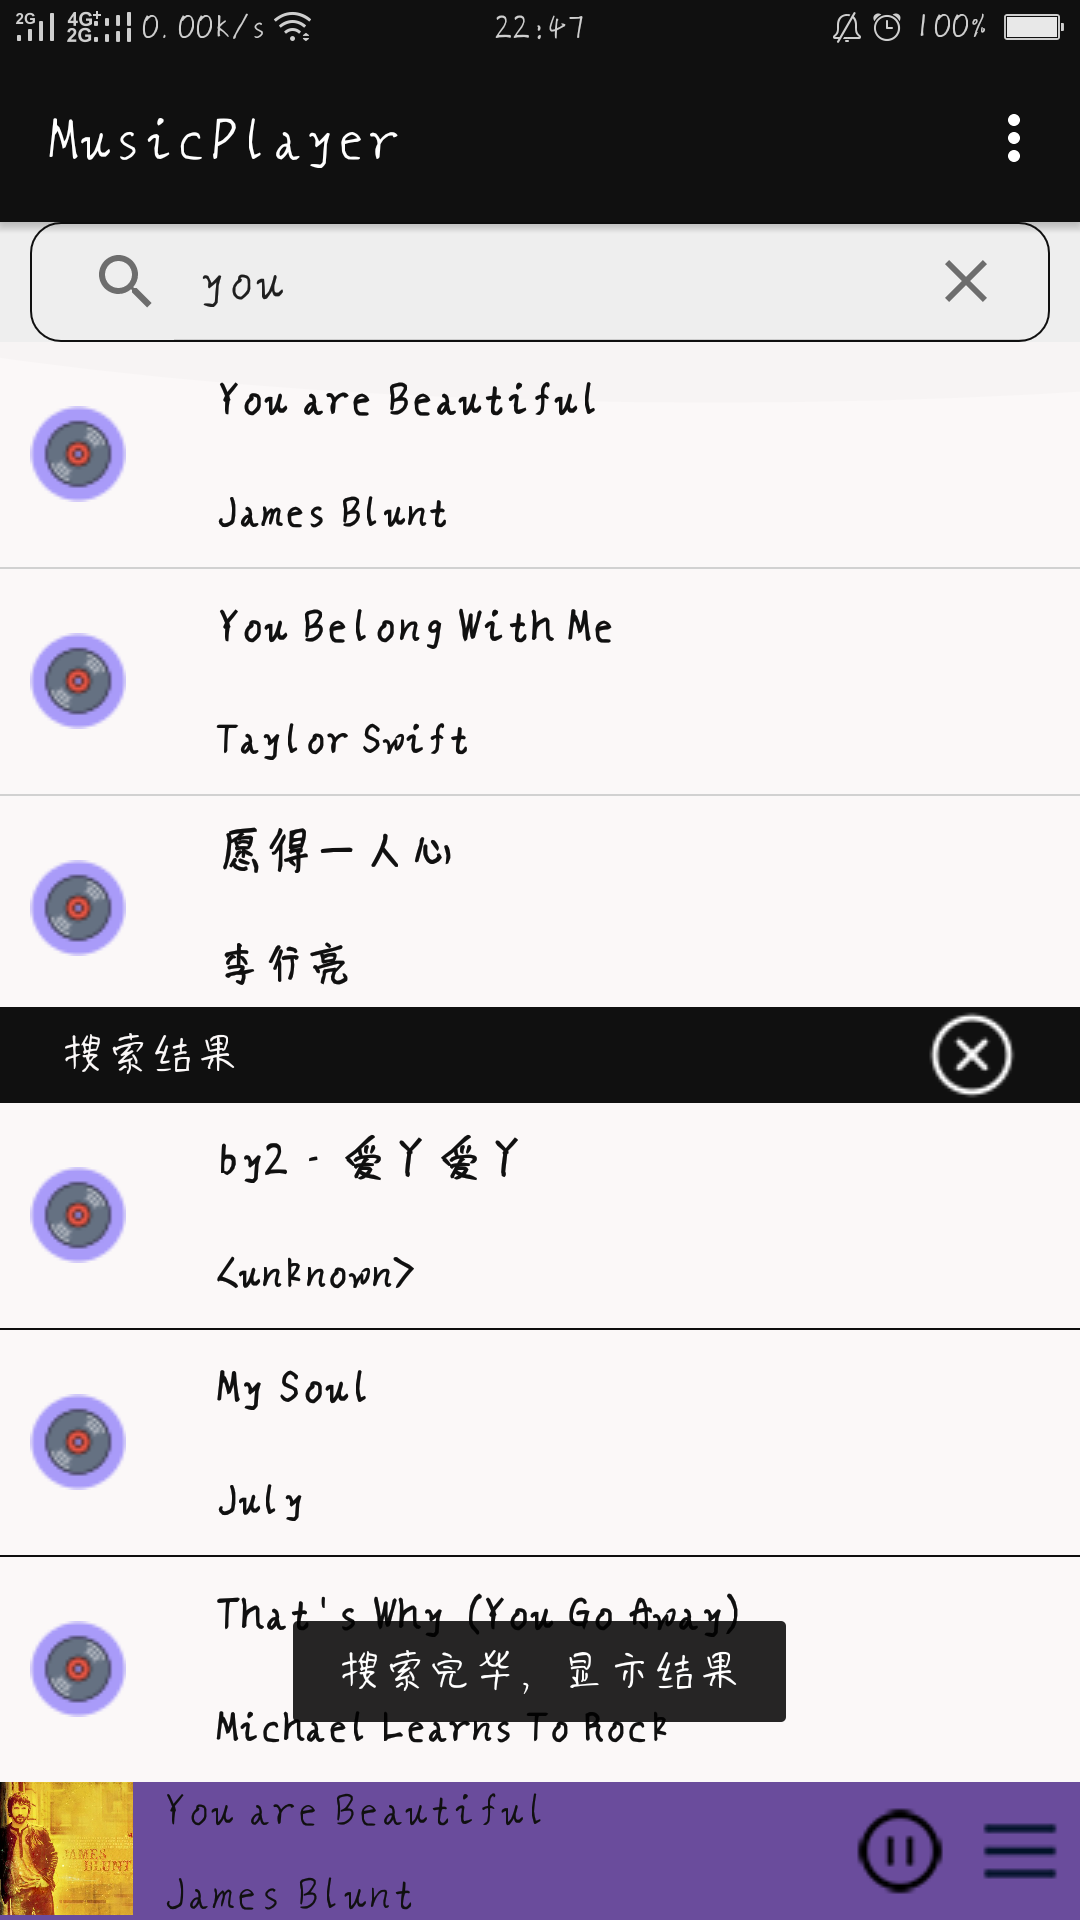 2G 4G+ 2G 0.00K/s 22:47 100%
MusicPlayer
you
You are Beautiful
James Blunt
You Belong With Me
Taylor Swift
愿得一人心
李行亮
搜索结果
by2 - 爱丫爱丫
<unknown>
My Soul
July
That's Why (You Go Away)
搜索完毕，显示结果
Michael Learns To Rock
You are Beautiful
JAMES
BLUNT
James Blunt